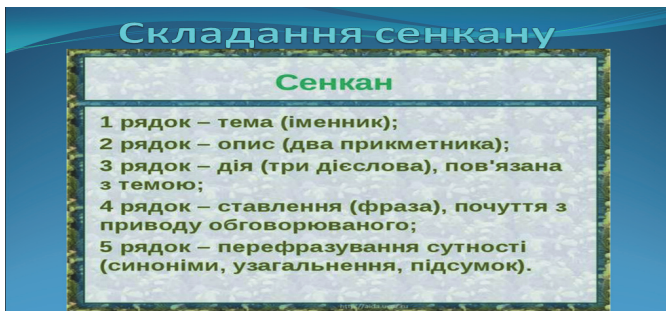 Складання сенкану
Сенкан
1 рядок – тема (іменник);
2 рядок – опис (два прикметника);
3 рядок – дія (три дієслова), пов'язана
з темою;
4 рядок – ставлення (фраза), почуття з
приводу обговорюваного;
5 рядок – перефразування сутності
(синоніми, узагальнення, підсумок).